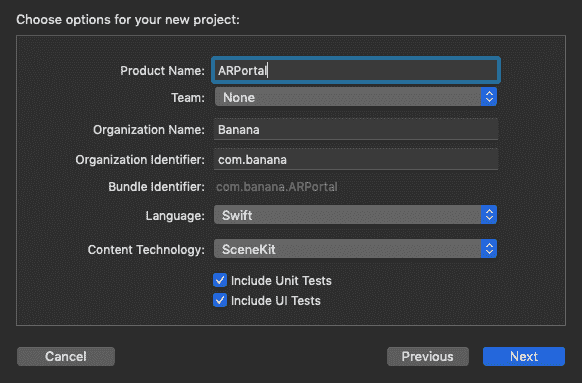 Choose options for your new project:
Product Name: ARPortal
Team: None
Organization Name: Banana
Organization Identifier: com.banana
Bundle Identifier: com.banana.ARPortal
Language: Swift
Content Technology: SceneKit
Include Unit Tests
Include UI Tests
Cancel Previous Next